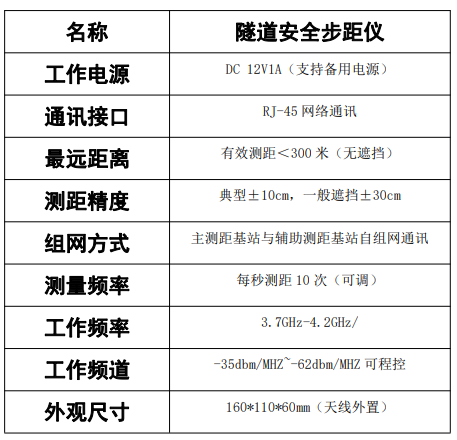 名称 隧道安全步距仪
工作电源 DC 12V1A（支持备用电源）
通讯接口 RJ-45 网络通讯
最远距离 有效测距＜300 米（无遮挡）
测距精度 典型±10cm，一般遮挡±30cm
组网方式 主测距基站与辅助测距基站自组网通讯
测量频率 每秒测距 10 次（可调）
工作频率 3.7GHz-4.2GHz/
工作频道 -35dbm/MHZ~-62dbm/MHZ 可程控
外观尺寸 160*110*60mm（天线外置）